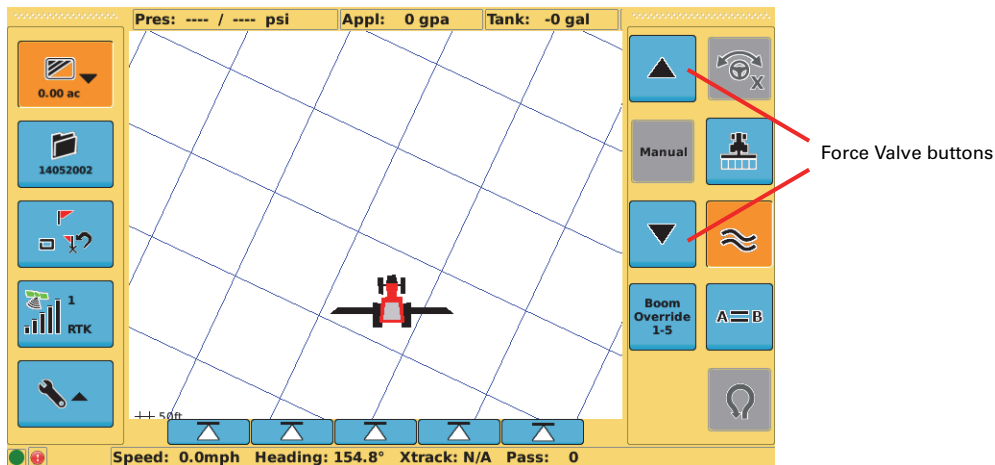 Pres: ---- / ---- psi Appl: 0 gpa Tank: -0 gal
0.00 ac
14052002
1
RTK
50ft
X
Manual
Boom
Override
1-5
A=B
Force Valve buttons
Speed: 0.0mph Heading: 154.8° Xtrack: N/A Pass: 0